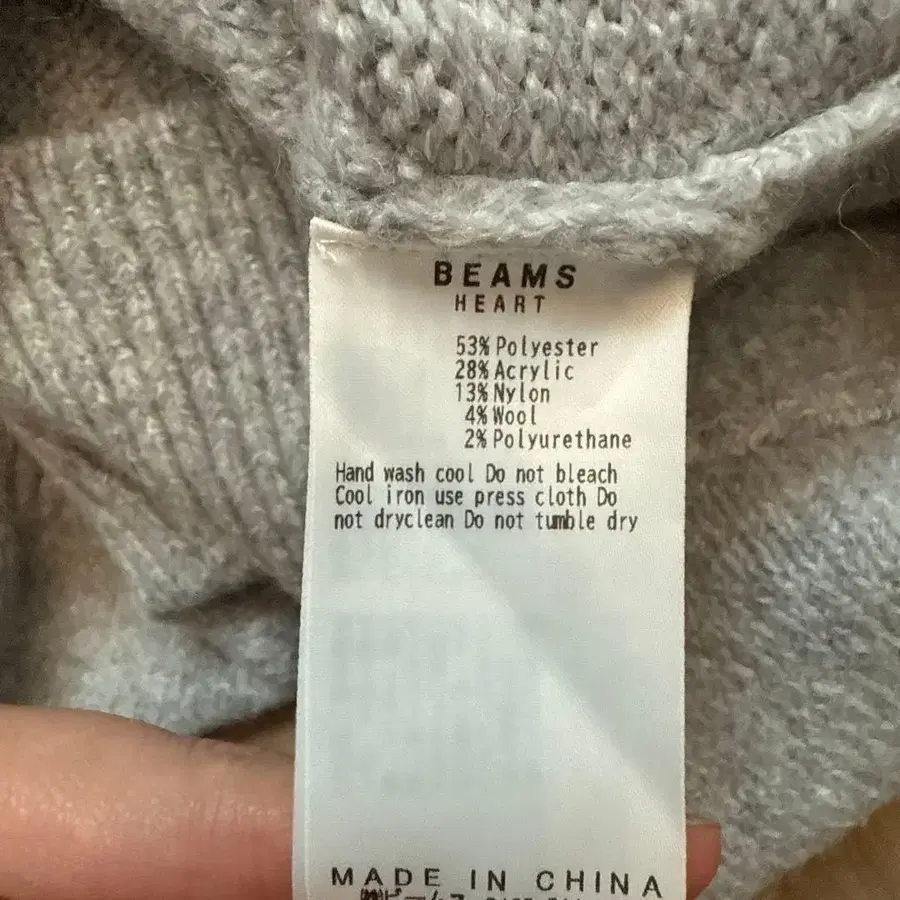 BEAMS
HEART
53% Polyester
28% Acrylic
13% Nylon
4% Wool
2% Polyurethane
Hand wash cool Do not bleach
Cool iron use press cloth Do
not dryclean Do not tumble dry
MADE IN CHINA